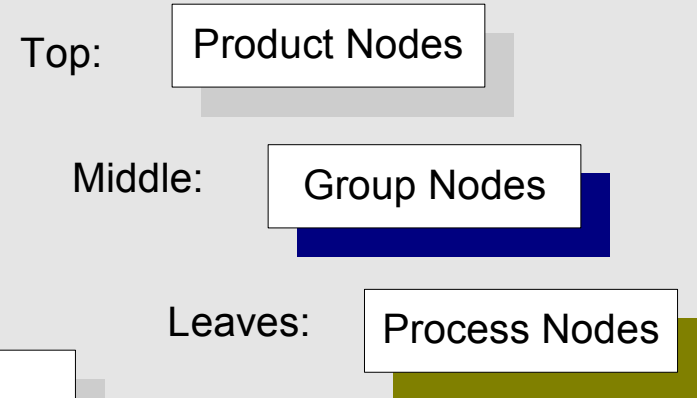 Top: Product Nodes
Middle: Group Nodes
Leaves: Process Nodes